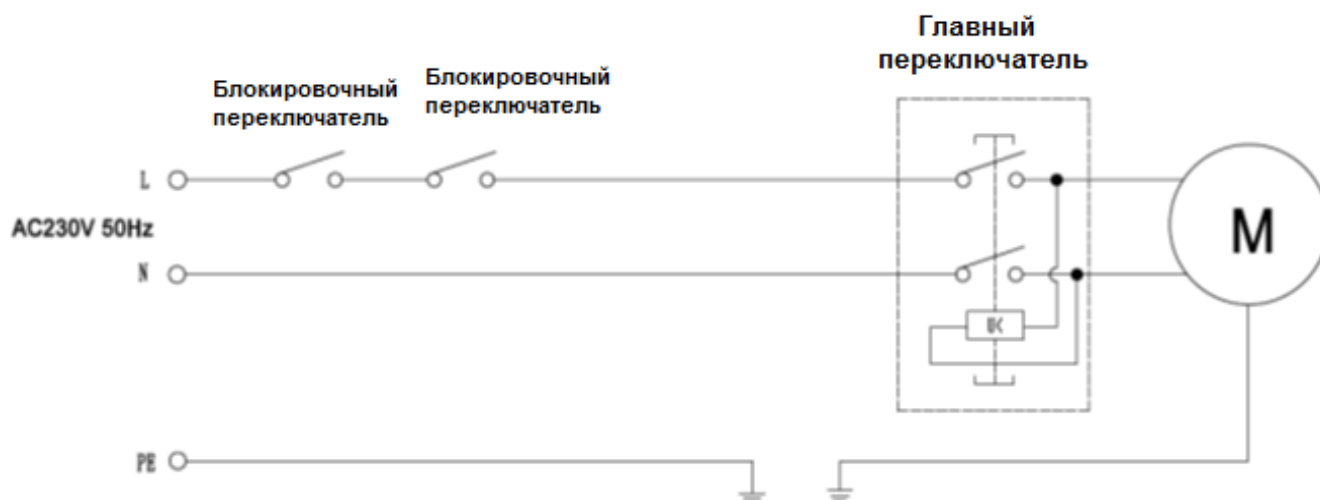 Главный
переключатель
Блокировочный
переключатель
Блокировочный
переключатель
L
AC230V 50Hz
N
M
U<
PE